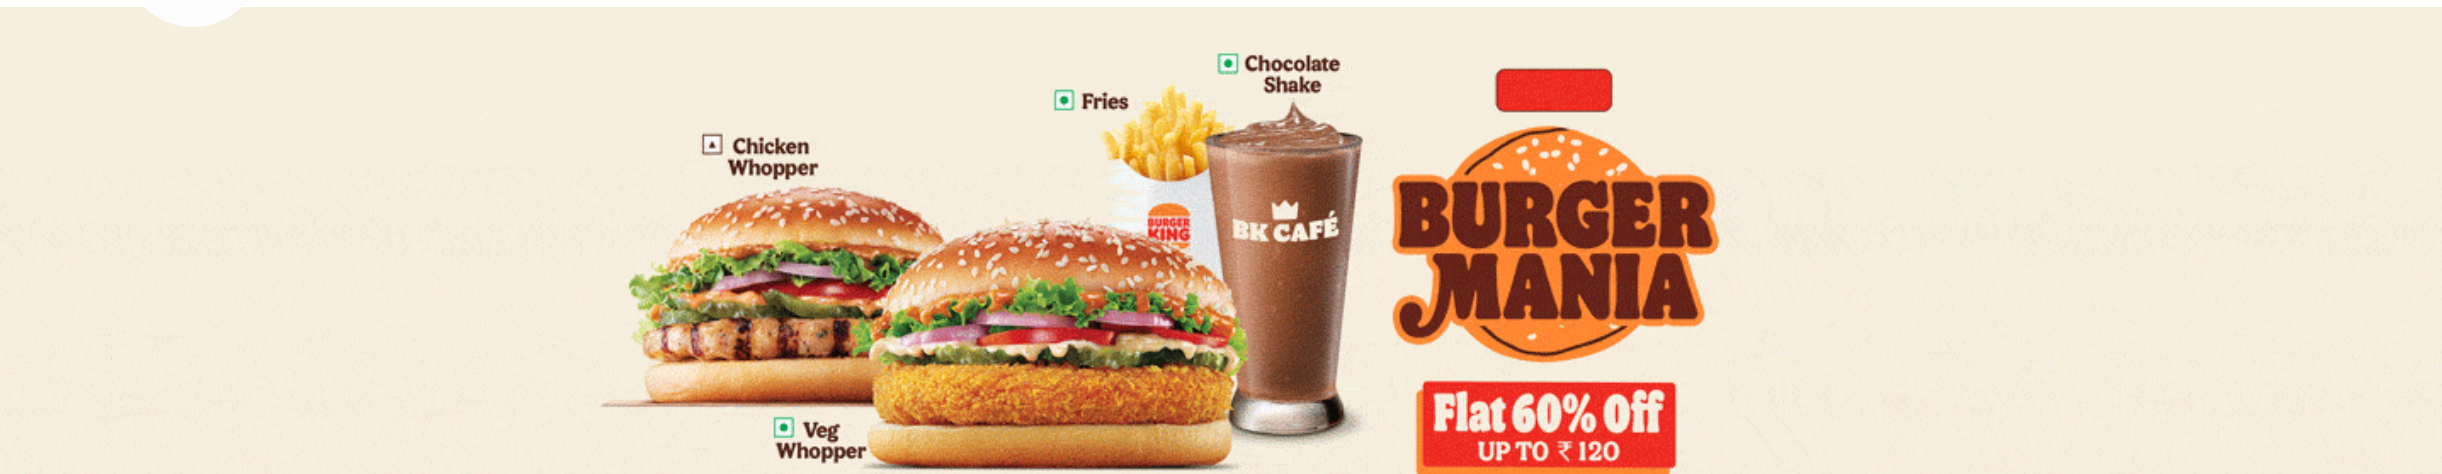 Chocolate
Shake
Fries
Chicken
Whopper
BURGER
KING
BK CAFÉ
BURGER
MANIA
Flat 60% Off
UP TO ₹ 120
Veg
Whopper